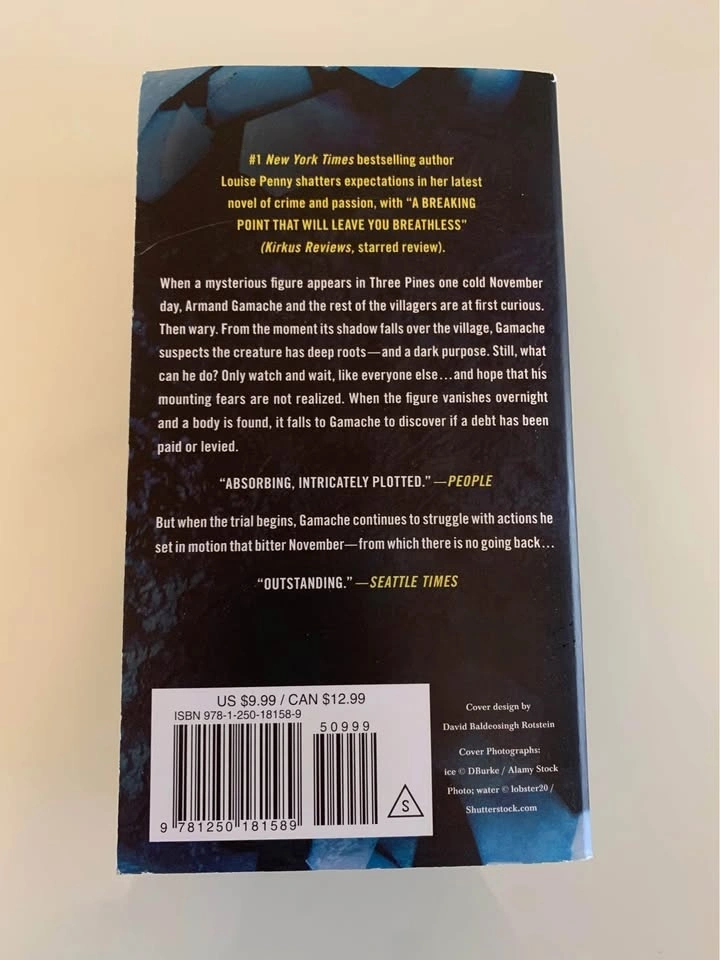 #1 New York Times bestselling author
Louise Penny shatters expectations in her latest
novel of crime and passion, with “A BREAKING
POINT THAT WILL LEAVE YOU BREATHLESS”
(Kirkus Reviews, starred review).
When a mysterious figure appears in Three Pines one cold November
day, Armand Gamache and the rest of the villagers are at first curious.
Then wary. From the moment its shadow falls over the village, Gamache
suspects the creature has deep roots—and a dark purpose. Still, what
can he do? Only watch and wait, like everyone else...and hope that his
mounting fears are not realized. When the figure vanishes overnight
and a body is found, it falls to Gamache to discover if a debt has been
paid or levied.
“ABSORBING, INTRICATELY PLOTTED.” —PEOPLE
But when the trial begins, Gamache continues to struggle with actions he
set in motion that bitter November—from which there is no going back...
“OUTSTANDING.” —SEATTLE TIMES
US $9.99 / CAN $12.99
ISBN 978-1-250-18158-9
50999
9 781250 181589
S
Cover design by
David Baldeosingh Rotstein
Cover Photographs:
ice © DBurke / Alamy Stock
Photo; water © lobster20 /
Shutterstock.com